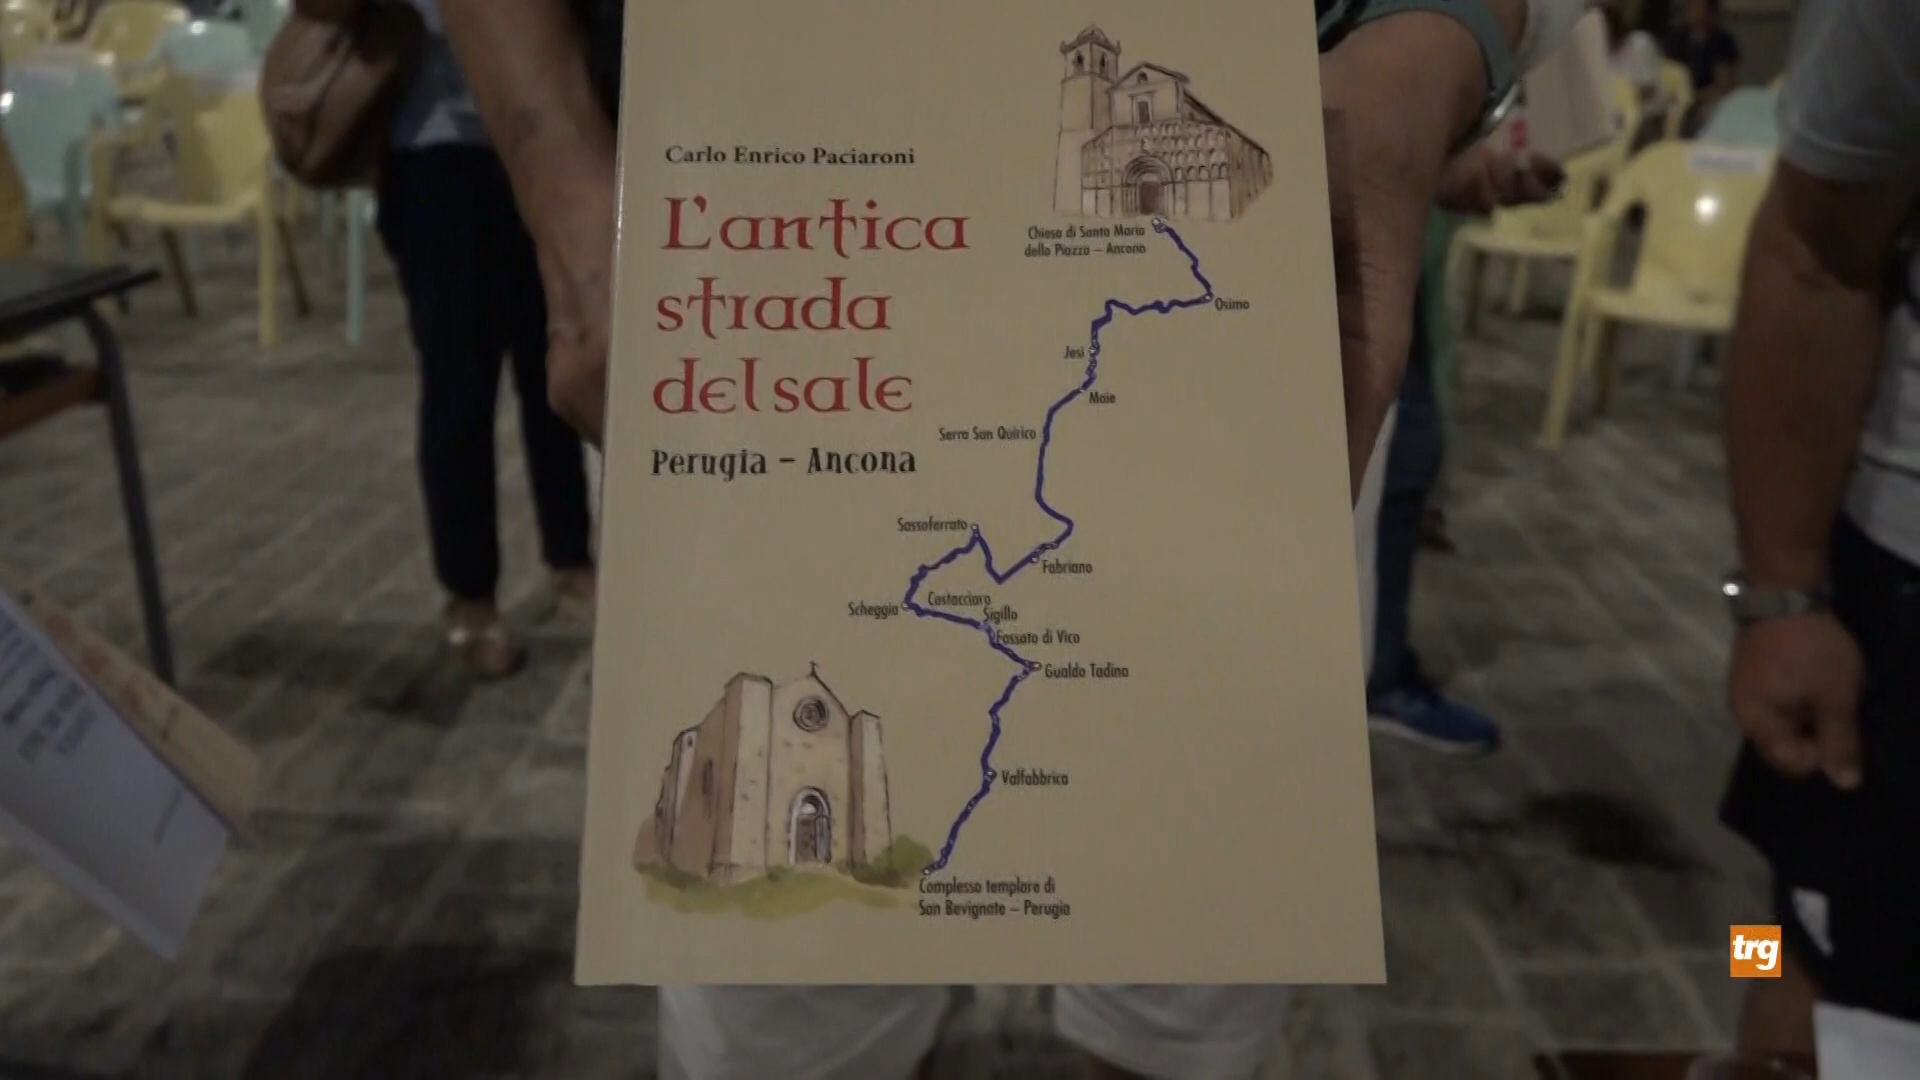 Carlo Enrico Paciaroni
L'antica
strada
del sale
Perugia – Ancona
Chiesa di Santa Maria
della Piazza – Ancona
Osimo
Jesi
Moie
Serra San Quirico
Sassoferrato
Fabriano
Scheggia
Costacciaro
Sigillo
Fossato di Vico
Gualdo Tadino
Valfabbrica
Complesso templare di
San Bevignate – Perugia
trg